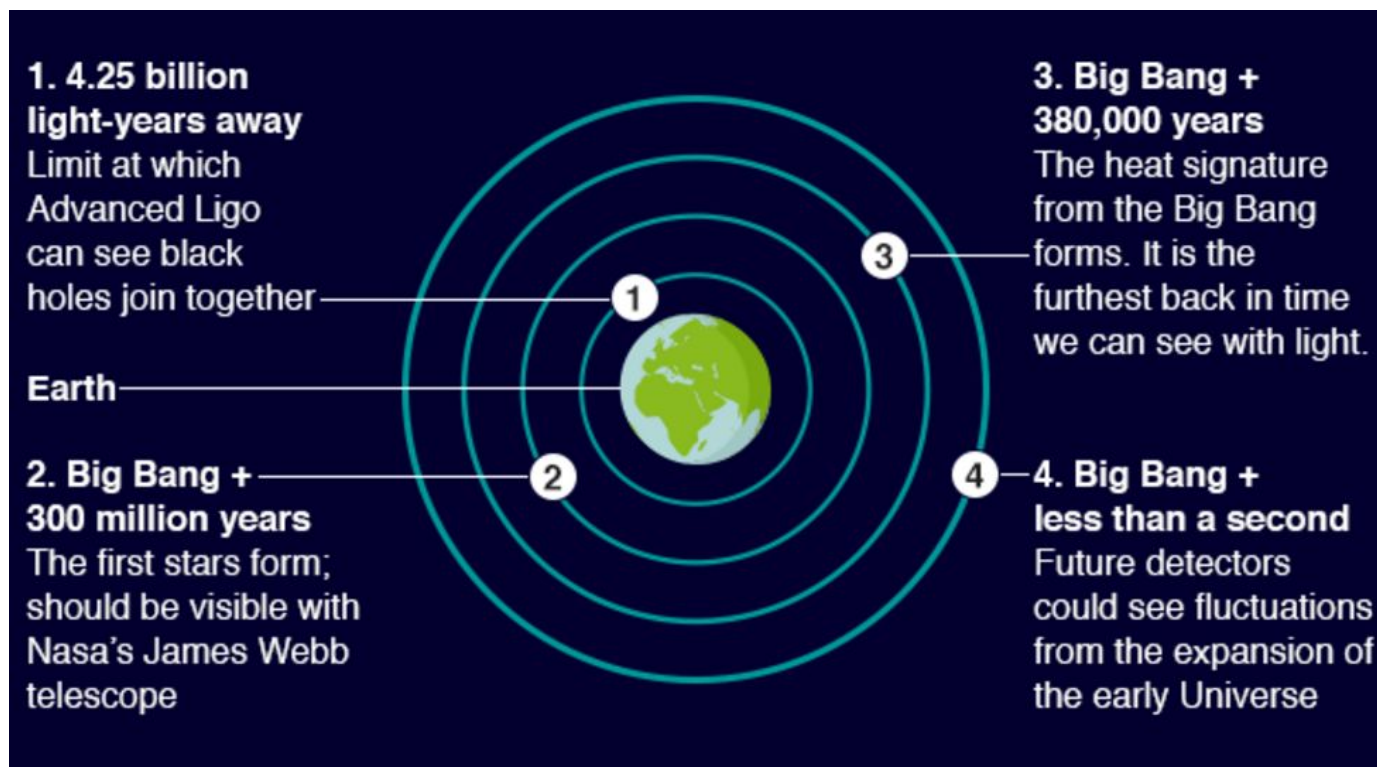 1. 4.25 billion
light-years away
Limit at which
Advanced Ligo
can see black
holes join together
Earth
2. Big Bang +
300 million years
The first stars form;
should be visible with
Nasa's James Webb
telescope
3. Big Bang +
380,000 years
The heat signature
from the Big Bang
forms. It is the
furthest back in time
we can see with light.
4. Big Bang +
less than a second
Future detectors
could see fluctuations
from the expansion of
the early Universe
1
2
3
4